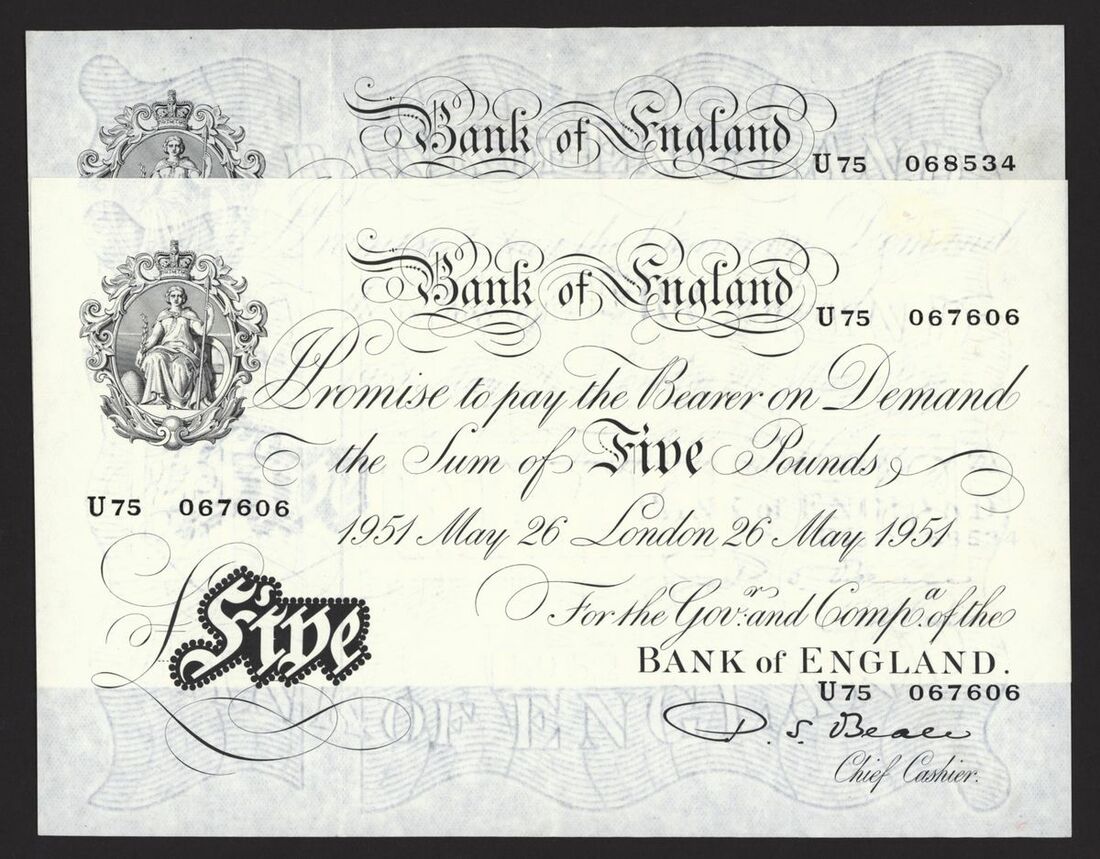 Bank of England
U75 068534
Bank of England
U75 067606
I Promise to pay the Bearer on Demand
the Sum of Five Pounds
U75 067606
1951 May 26 London 26 May 1951
For the Govr. and Compa. of the
BANK of ENGLAND.
£Five
U75 067606
OF ENGLA
P. S. Beale
Chief Cashier.